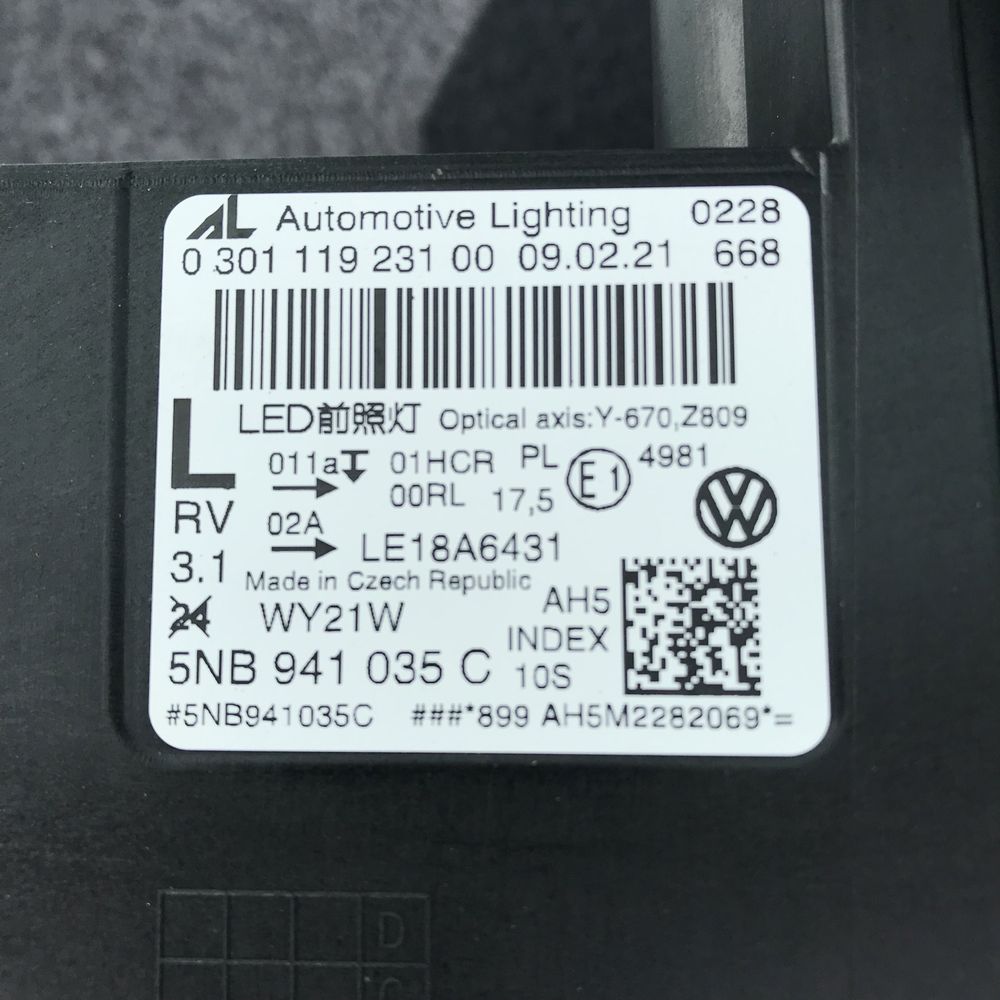 AL Automotive Lighting 0228
0 301 119 231 00 09.02.21 668
L LED前照灯 Optical axis:Y-670,Z809
011a 01HCR PL E1 4981
00RL 17,5
RV 02A
3.1 LE18A6431
Made in Czech Republic
24 WY21W AH5
INDEX
5NB 941 035 C 10S
#5NB941035C ###*899 AH5M2282069*=
D